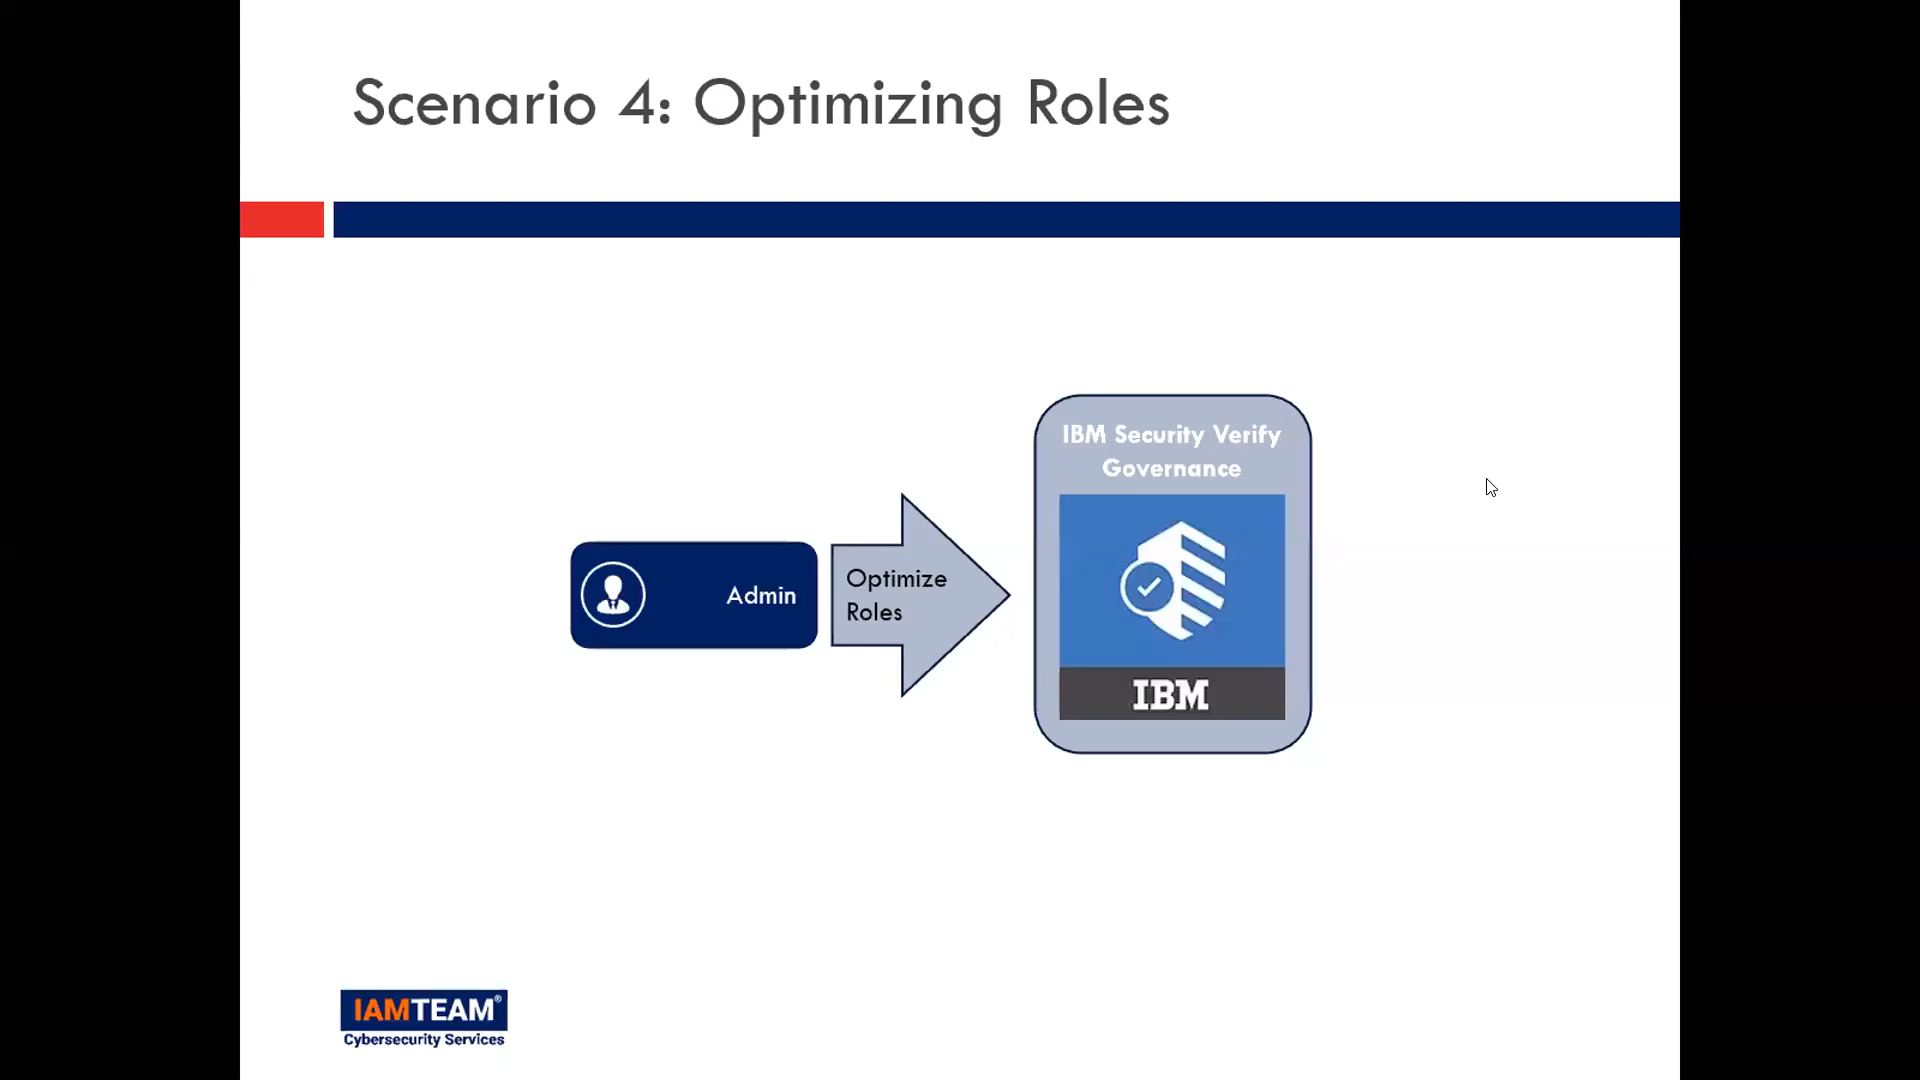 Scenario 4: Optimizing Roles
IBM Security Verify
Governance
Admin
Optimize
Roles
IBM
IAMTEAM®
Cybersecurity Services